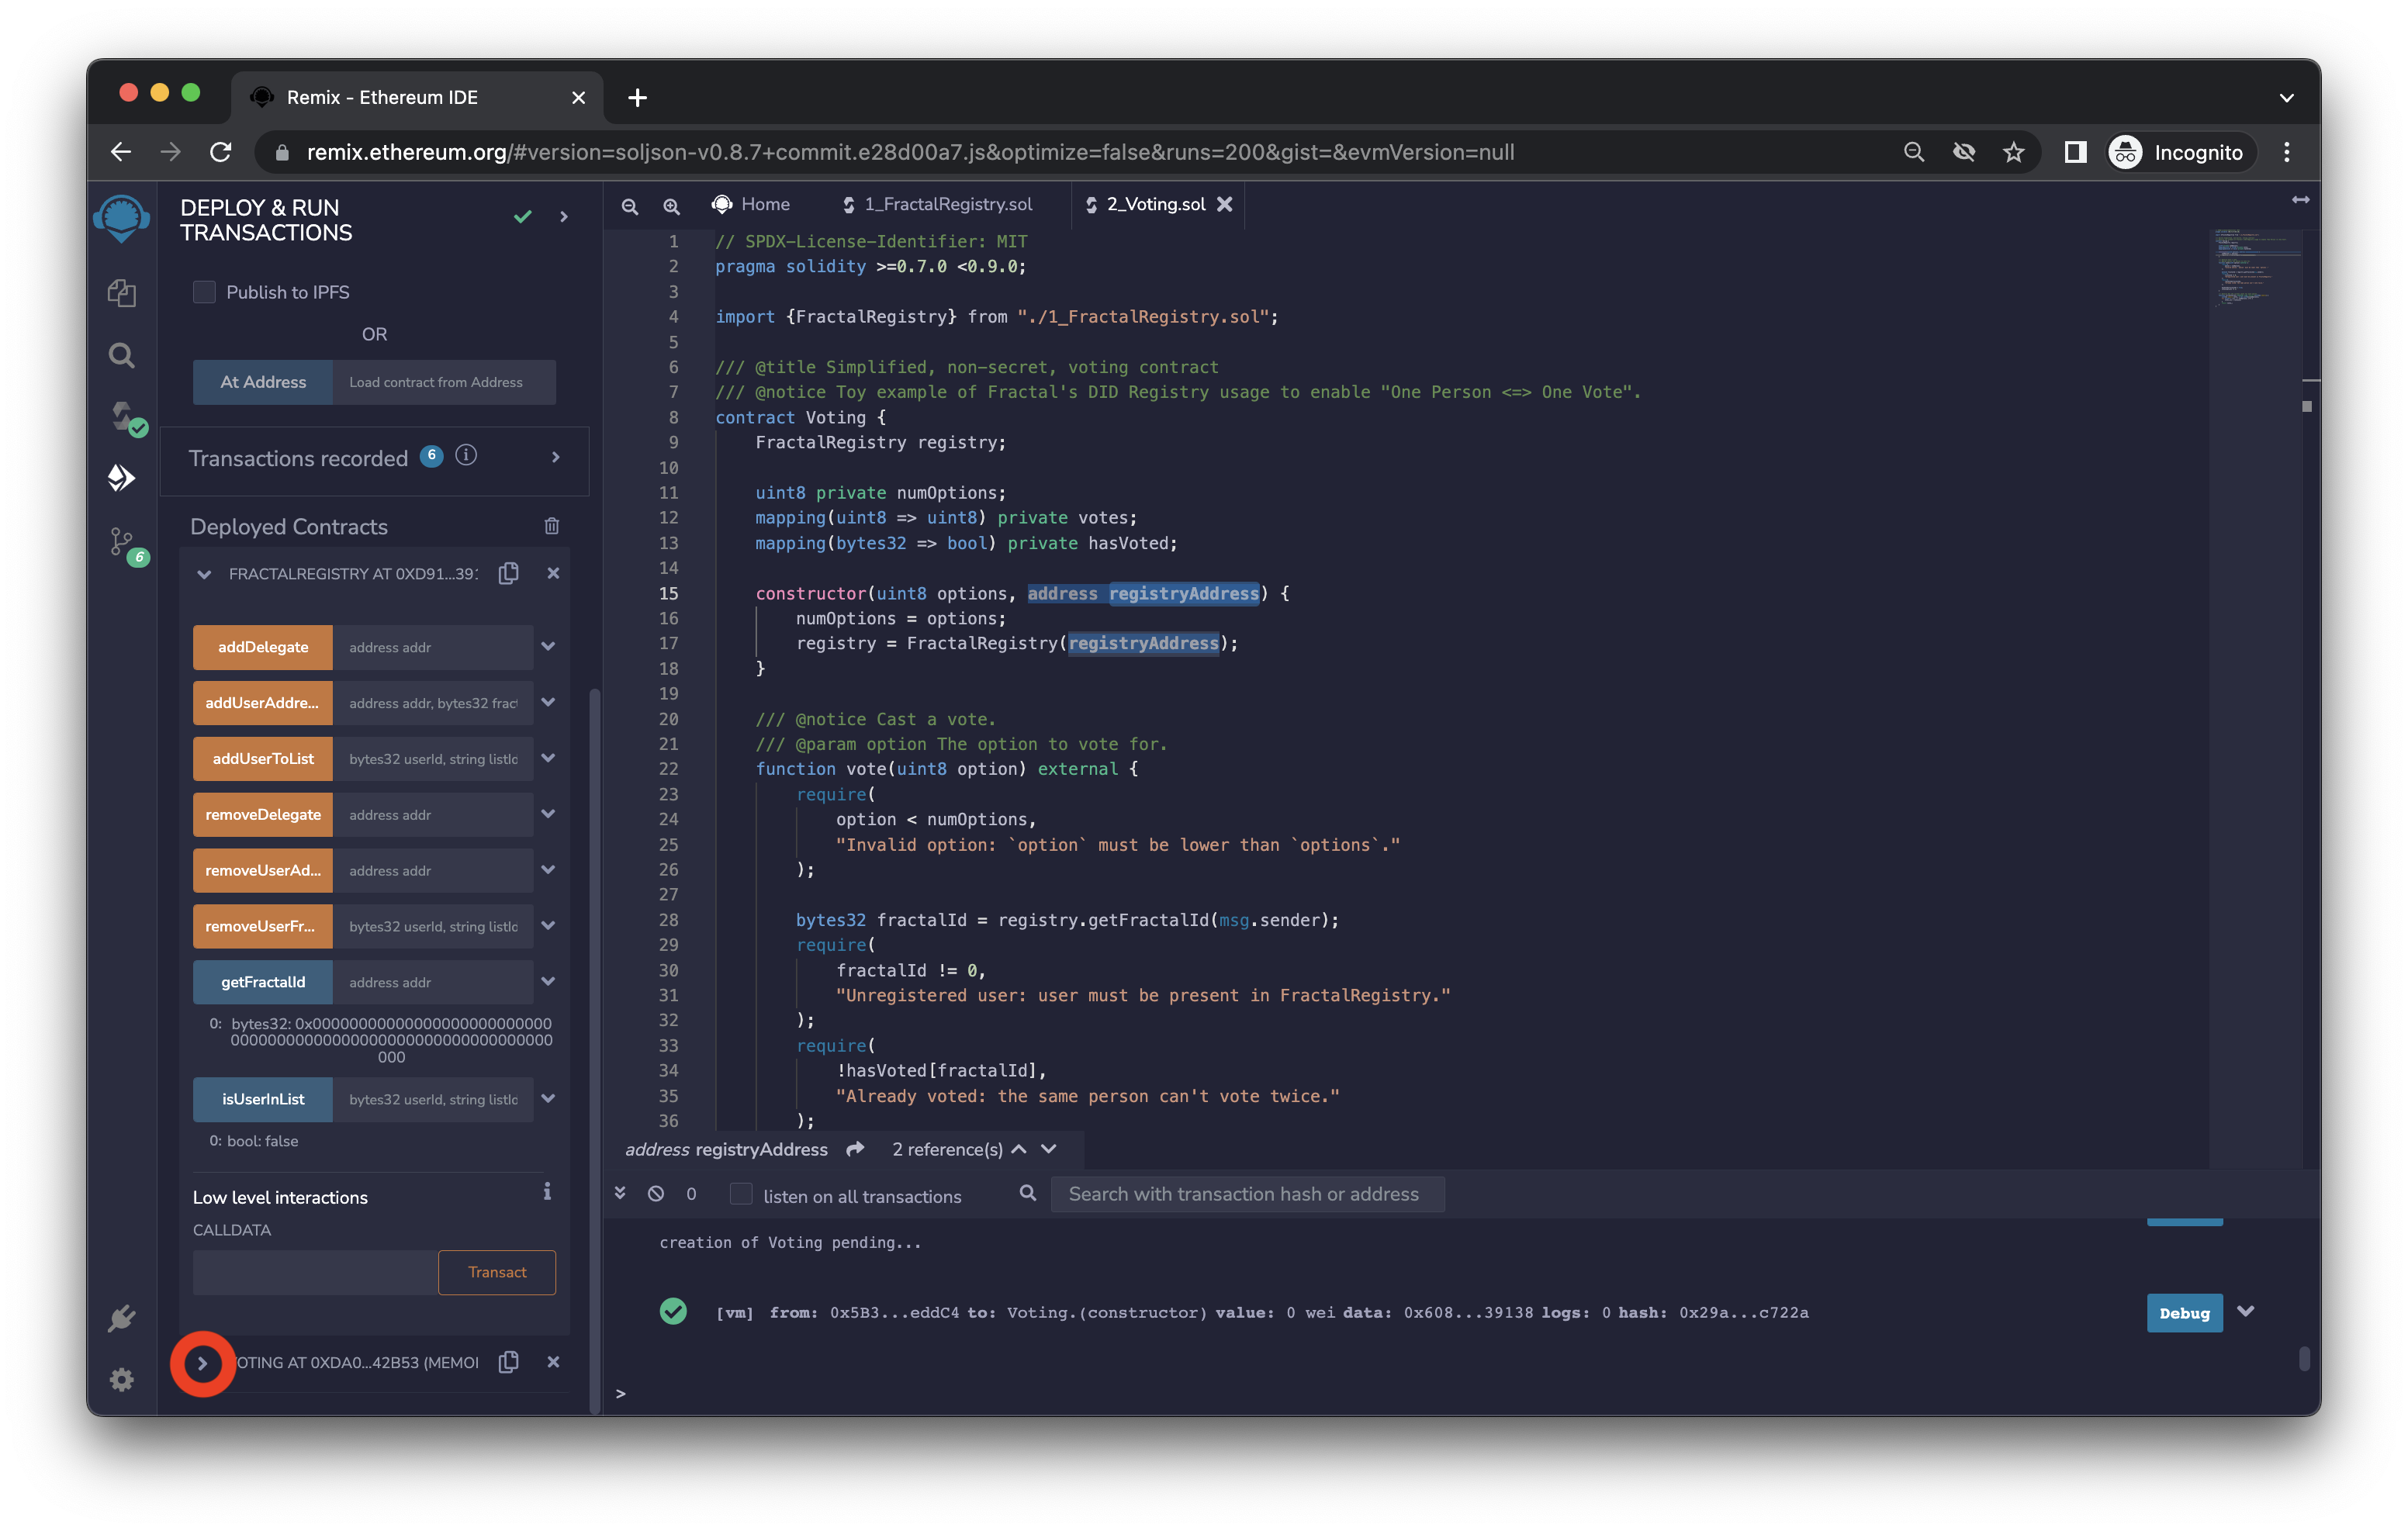 Remix - Ethereum IDE
remix.ethereum.org/#version=soljson-v0.8.7+commit.e28d00a7.js&optimize=false&runs=200&gist=&evmVersion=null
Incognito
DEPLOY & RUN
TRANSACTIONS
Publish to IPFS
OR
At Address
Load contract from Address
Transactions recorded 6 i
6
Deployed Contracts
FRACTALREGISTRY AT 0XD91...39
addDelegate address addr
addUserAddre... address addr, bytes32 frac
addUserToList bytes32 userId, string listId
removeDelegate address addr
removeUserAd... address addr
removeUserFr... bytes32 userId, string listId
getFractalId address addr
0: bytes32: 0x00000000000000000000000000
isUserInList bytes32 userId, string listId
0: bool: false
Low level interactions i
CALLDATA
Transact
OTING AT 0XDA0...42B53 (MEMO
Home
1_FractalRegistry.sol
2_Voting.sol
1 // SPDX-License-Identifier: MIT
2 pragma solidity >=0.7.0 <0.9.0;
3
4 import {FractalRegistry} from "./1_FractalRegistry.sol";
5
6 /// @title Simplified, non-secret, voting contract
7 /// @notice Toy example of Fractal's DID Registry usage to enable "One Person <=> One Vote".
8 contract Voting {
9 FractalRegistry registry;
10
11 uint8 private numOptions;
12 mapping(uint8 => uint8) private votes;
13 mapping(bytes32 => bool) private hasVoted;
14
15 constructor(uint8 options, address registryAddress) {
16 numOptions = options;
17 registry = FractalRegistry(registryAddress);
18 }
19
20 /// @notice Cast a vote.
21 /// @param option The option to vote for.
22 function vote(uint8 option) external {
23 require(
24 option < numOptions,
25 "Invalid option: `option` must be lower than `options`."
26 );
27
28 bytes32 fractalId = registry.getFractalId(msg.sender);
29 require(
30 fractalId != 0,
31 "Unregistered user: user must be present in FractalRegistry."
32 );
33 require(
34 !hasVoted[fractalId],
35 "Already voted: the same person can't vote twice."
36 );
address registryAddress 2 reference(s)
0 listen on all transactions Search with transaction hash or address
creation of Voting pending...
[vm] from: 0x5B3...eddC4 to: Voting.(constructor) value: 0 wei data: 0x608...39138 logs: 0 hash: 0x29a...c722a
Debug
>